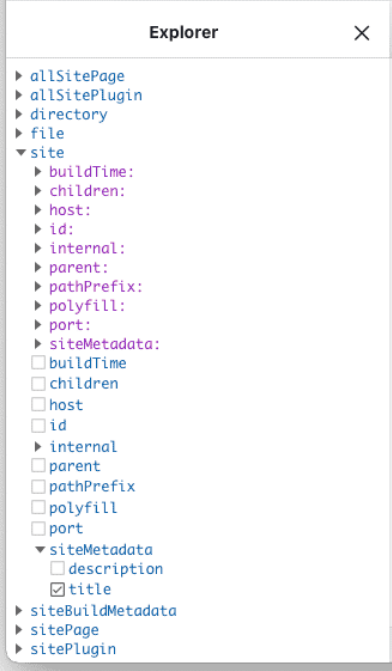 Explorer
allSitePage
allSitePlugin
directory
file
site
buildTime:
children:
host:
id:
internal:
parent:
pathPrefix:
polyfill:
port:
siteMetadata:
buildTime
children
host
id
internal
parent
pathPrefix
polyfill
port
siteMetadata
description
title
siteBuildMetadata
sitePage
sitePlugin